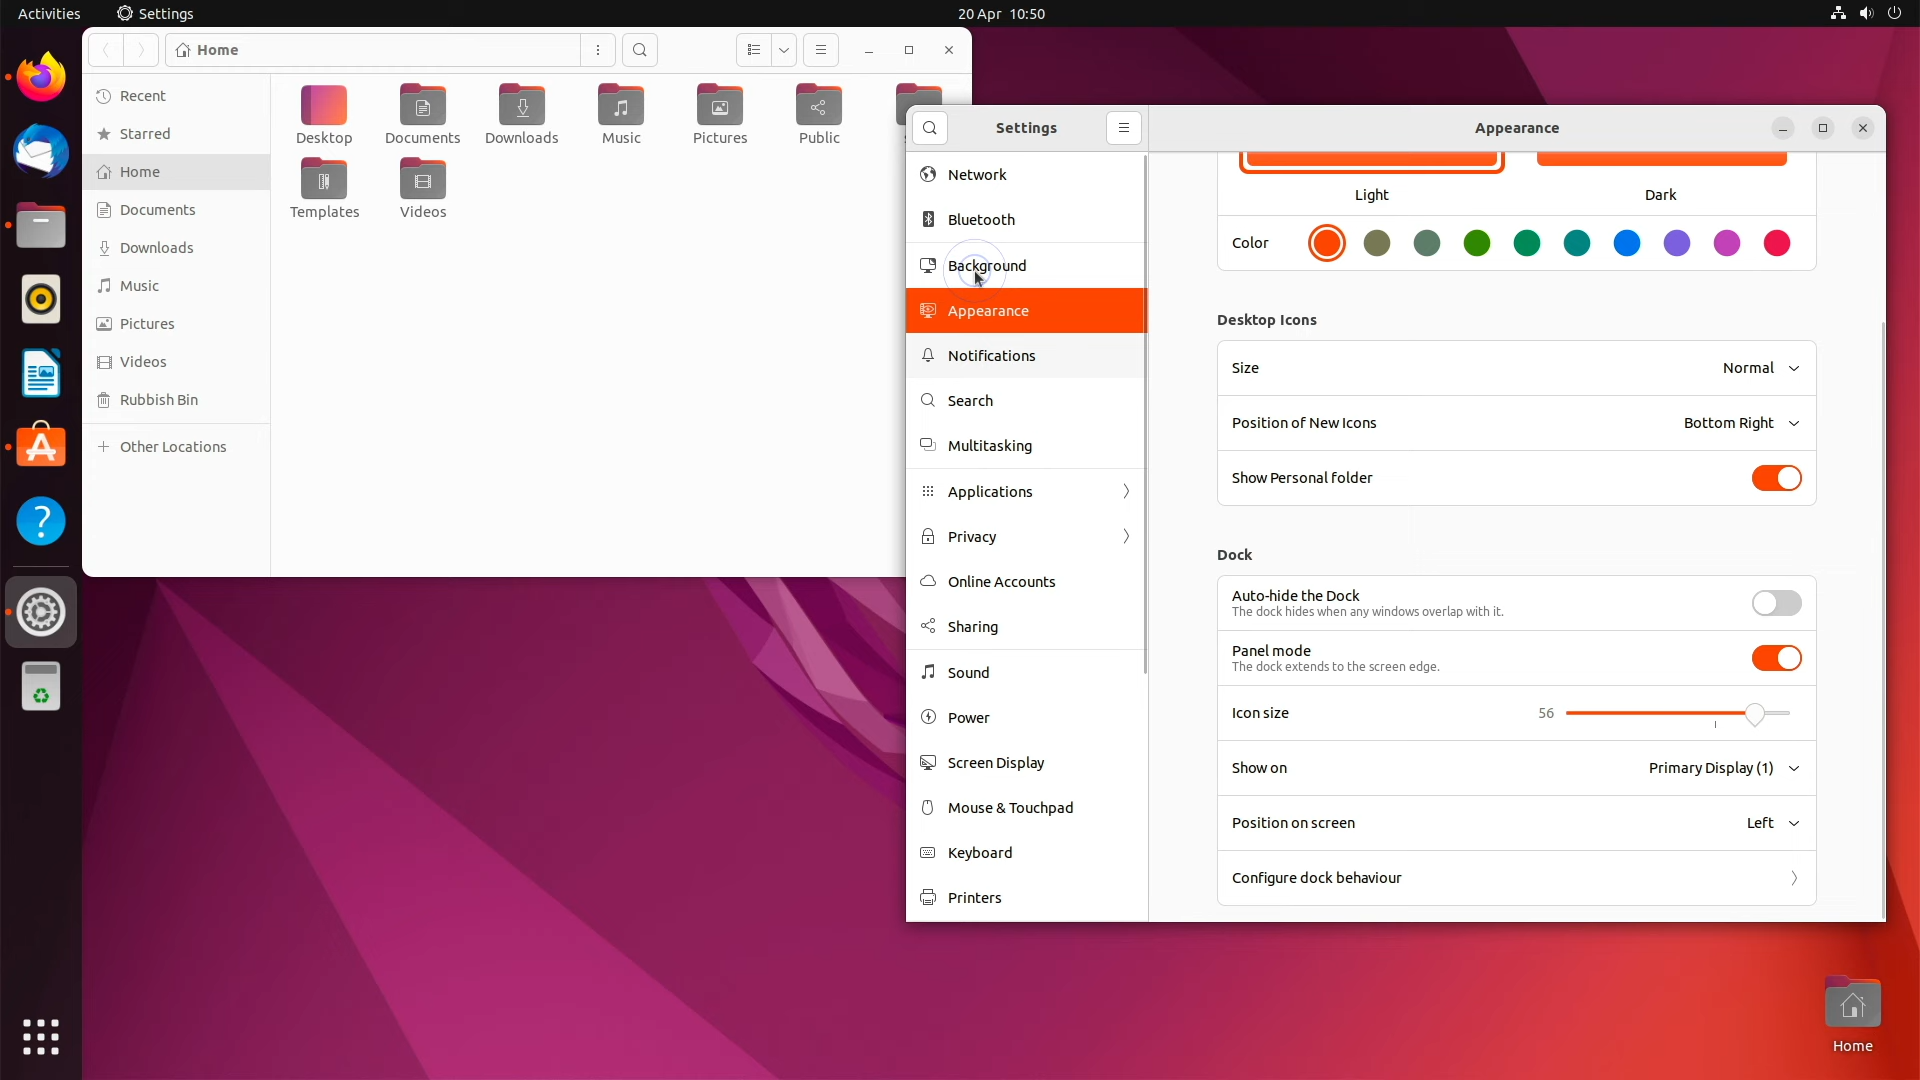 Activities
Settings
20 Apr 10:50
Home
Recent
Starred
Home
Documents
Downloads
Music
Pictures
Videos
Rubbish Bin
Other Locations
Desktop
Documents
Downloads
Music
Pictures
Public
Templates
Videos
Settings
Network
Bluetooth
Background
Appearance
Notifications
Search
Multitasking
Applications
Privacy
Online Accounts
Sharing
Sound
Power
Screen Display
Mouse & Touchpad
Keyboard
Printers
Appearance
Light
Dark
Color
Desktop Icons
Size
Normal
Position of New Icons
Bottom Right
Show Personal folder
Dock
Auto-hide the Dock
The dock hides when any windows overlap with it.
Panel mode
The dock extends to the screen edge.
Icon size
56
Show on
Primary Display (1)
Position on screen
Left
Configure dock behaviour
Home